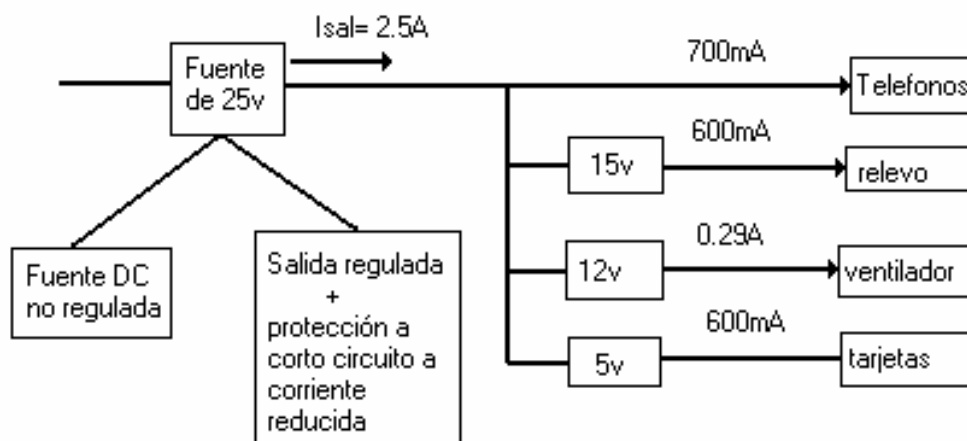 Isal= 2.5A
Fuente
de 25v
700mA
Telefonos
600mA
15v
relevo
0.29A
12v
ventilador
600mA
5v
tarjetas
Fuente DC
no regulada
Salida regulada
+
protección a
corto circuito a
corriente
reducida